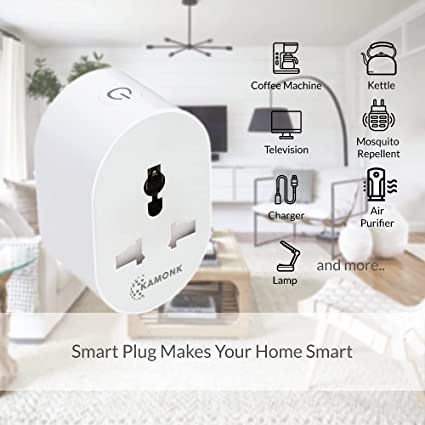 Coffee Machine
Kettle
Television
Mosquito
Repellent
Charger
Air
Purifier
Lamp
and more..
KAMONK
Smart Plug Makes Your Home Smart